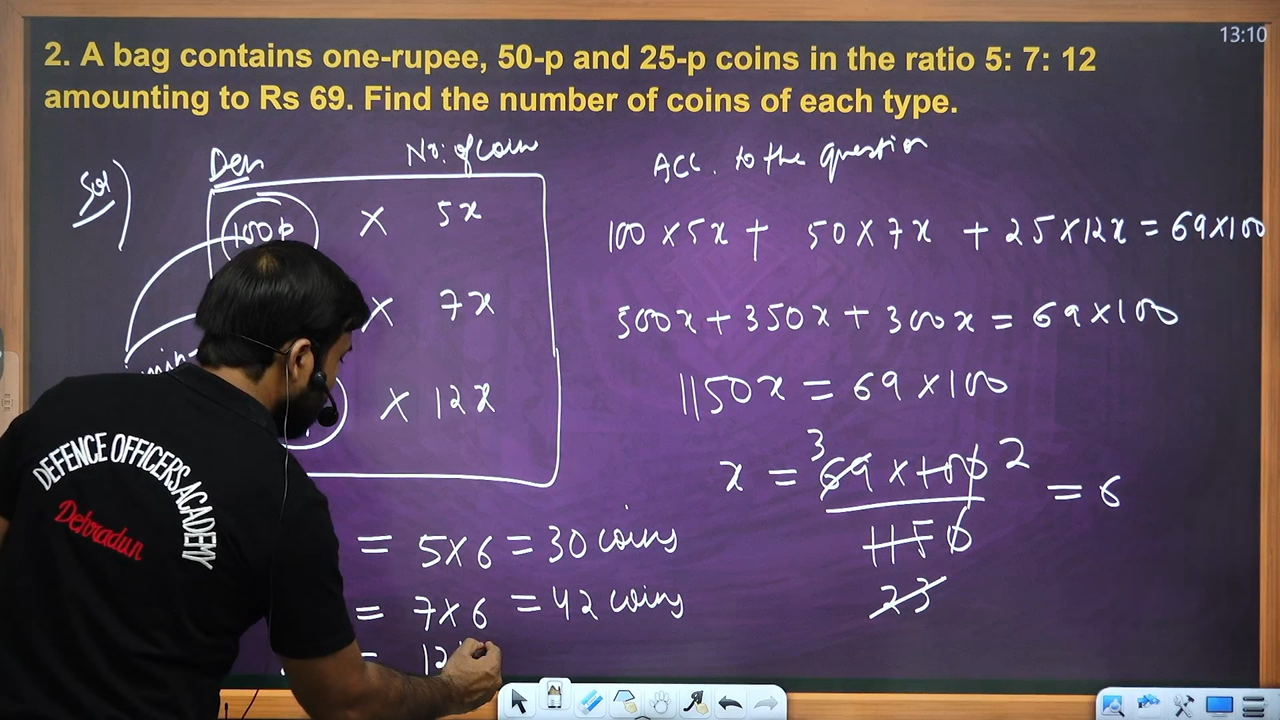 13:10
2. A bag contains one-rupee, 50-p and 25-p coins in the ratio 5: 7: 12
amounting to Rs 69. Find the number of coins of each type.
Sol)
Den No: of coins
100p × 5x
× 7x
× 12x
Acc. to the question
100 × 5x + 50 × 7x + 25 × 12x = 69 × 100
500x + 350x + 300x = 69 × 100
1150x = 69 × 100
3 2
x = 69 × 100 = 6
1150
23
= 5 × 6 = 30 coins
= 7 × 6 = 42 coins
= 12
DEFENCE OFFICERS ACADEMY
Dehradun